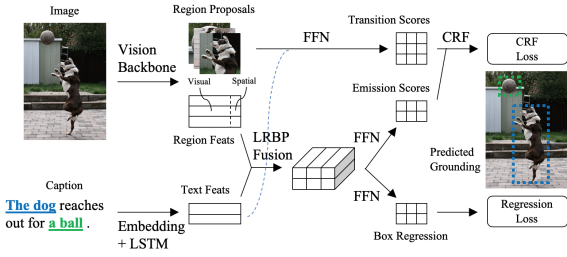 Image
Region Proposals
Vision
Backbone
Visual
Spatial
Region Feats
FFN
Transition Scores
CRF
CRF
Loss
Emission Scores
LRBP
Fusion
FFN
FFN
Predicted
Grounding
Caption
The dog reaches
out for a ball .
Text Feats
Embedding
+ LSTM
Box Regression
Regression
Loss